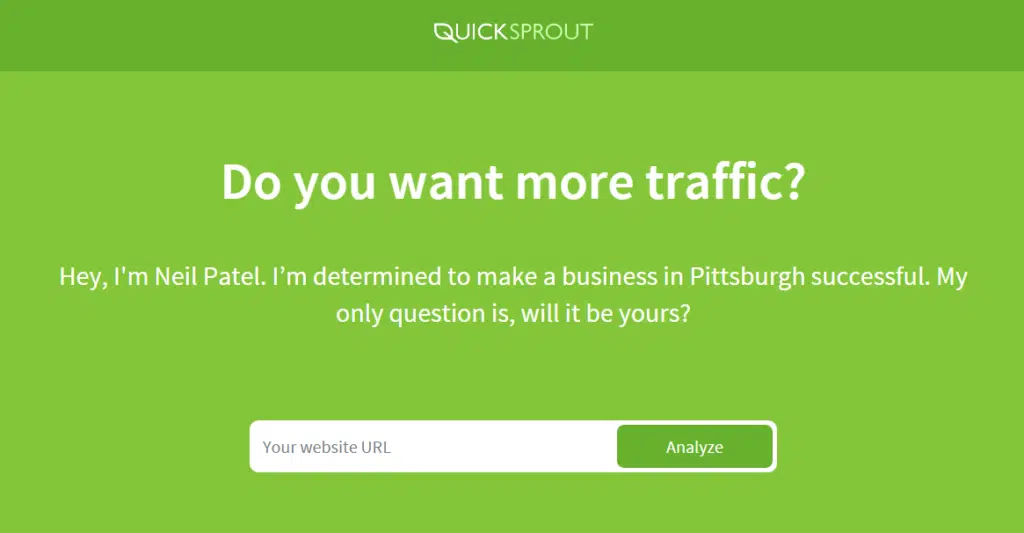 QUICKSPROUT
Do you want more traffic?
Hey, I'm Neil Patel. I’m determined to make a business in Pittsburgh successful. My
only question is, will it be yours?
Your website URL
Analyze